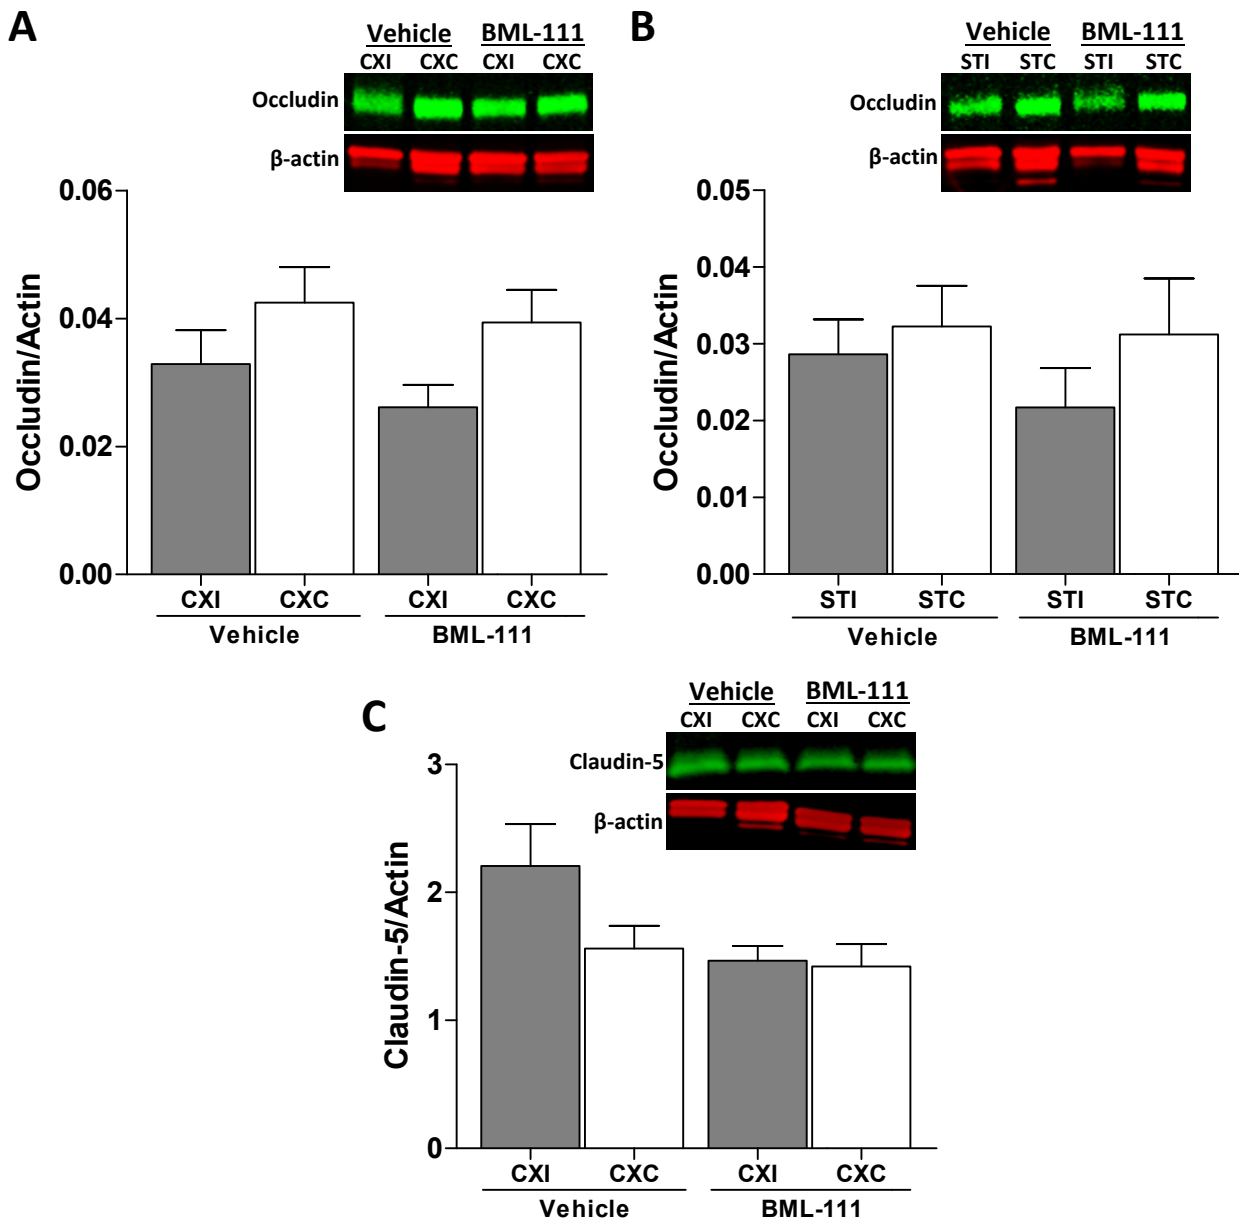 A
Vehicle BML-111
CXI CXC CXI CXC
Occludin
β-actin
0.06
0.04
0.02
0.00
Occludin/Actin
CXI CXC CXI CXC
Vehicle BML-111
B
Vehicle BML-111
STI STC STI STC
Occludin
β-actin
0.05
0.04
0.03
0.02
0.01
0.00
Occludin/Actin
STI STC STI STC
Vehicle BML-111
C
Vehicle BML-111
CXI CXC CXI CXC
Claudin-5
β-actin
3
2
1
0
Claudin-5/Actin
CXI CXC CXI CXC
Vehicle BML-111